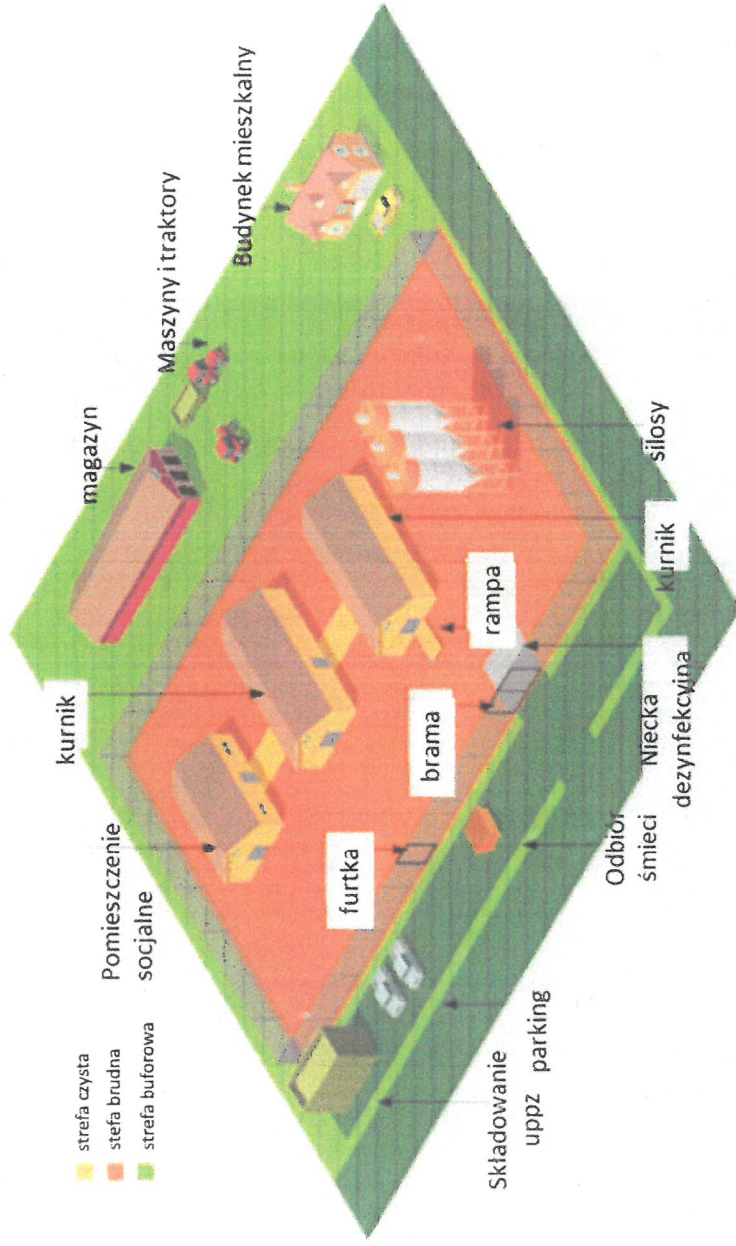 strefa czysta
stefa brudna
strefa buforowa
Pomieszczenie
socjalne
kurnik
magazyn
Maszyny i traktory
Budynek mieszkalny
furtka
brama
rampa
kurnik
silosy
Niecka
dezynfekcyjna
Odbiór
śmieci
parking
Składowanie
uppz